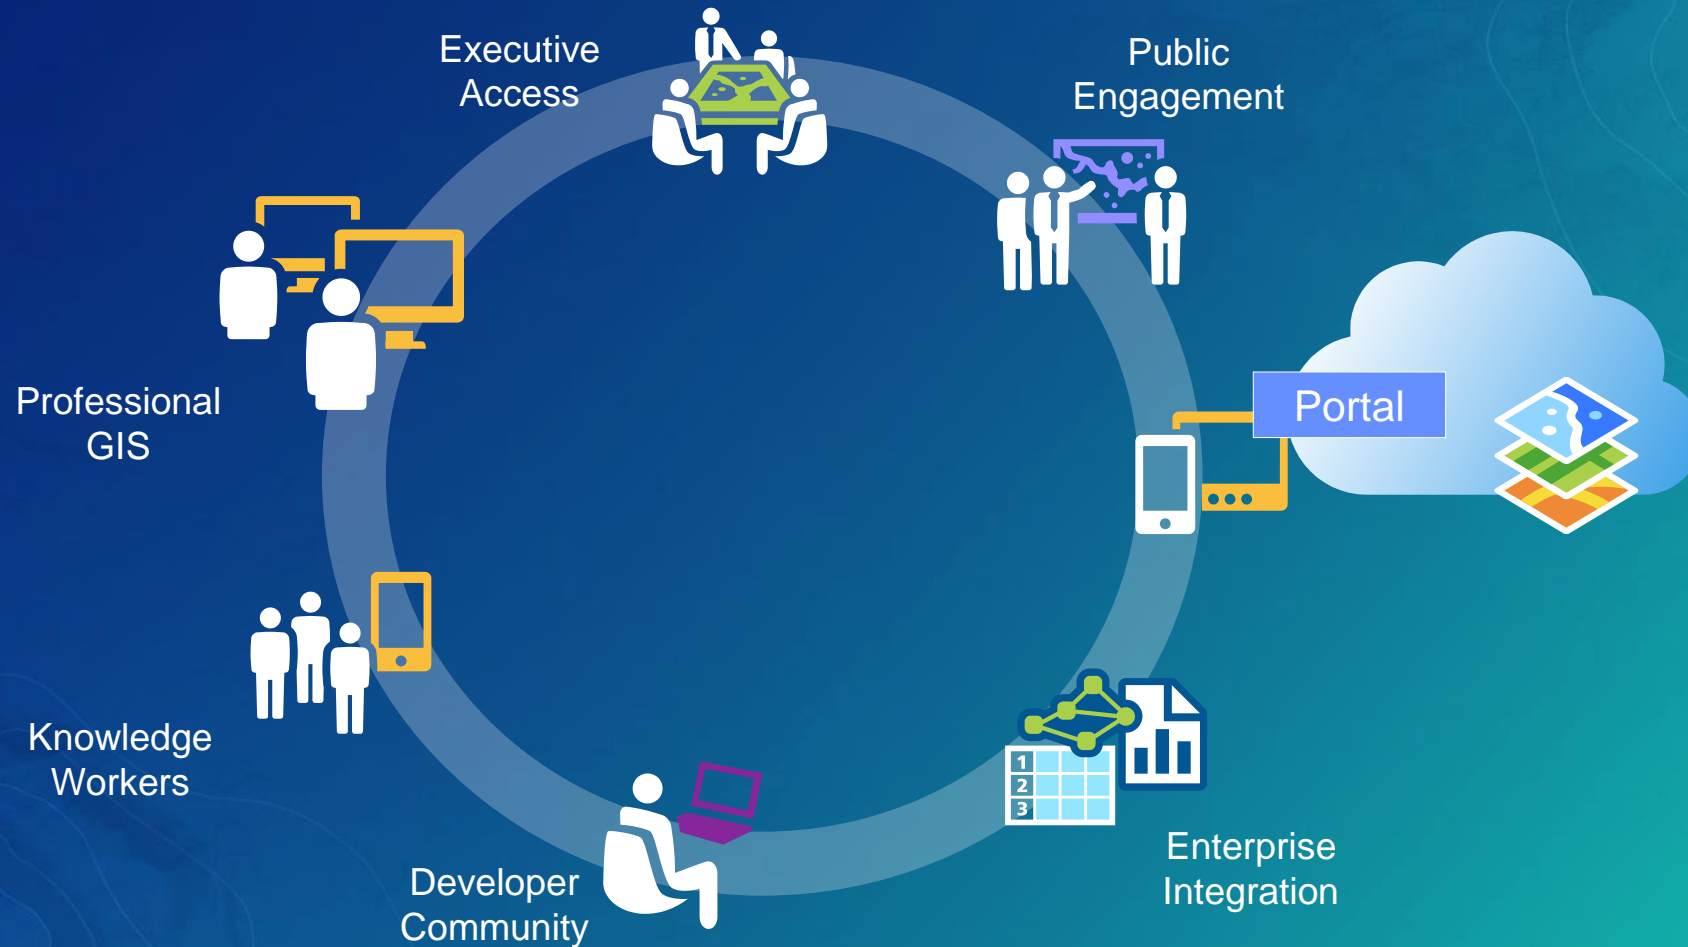 Executive
Access
Public
Engagement
Professional
GIS
Portal
Knowledge
Workers
1
2
3
Enterprise
Integration
Developer
Community